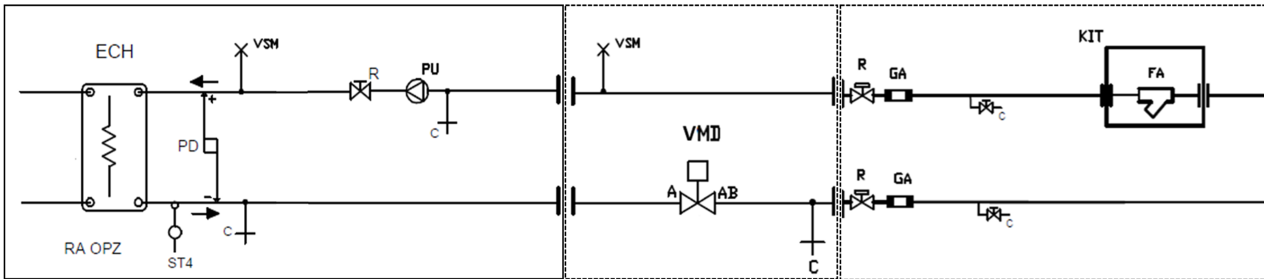 ECH
VSM
R
PU
C
PD
+
-
C
RA OPZ
ST4
VSM
VMD
A
AB
C
R
GA
C
KIT
FA
R
GA
C